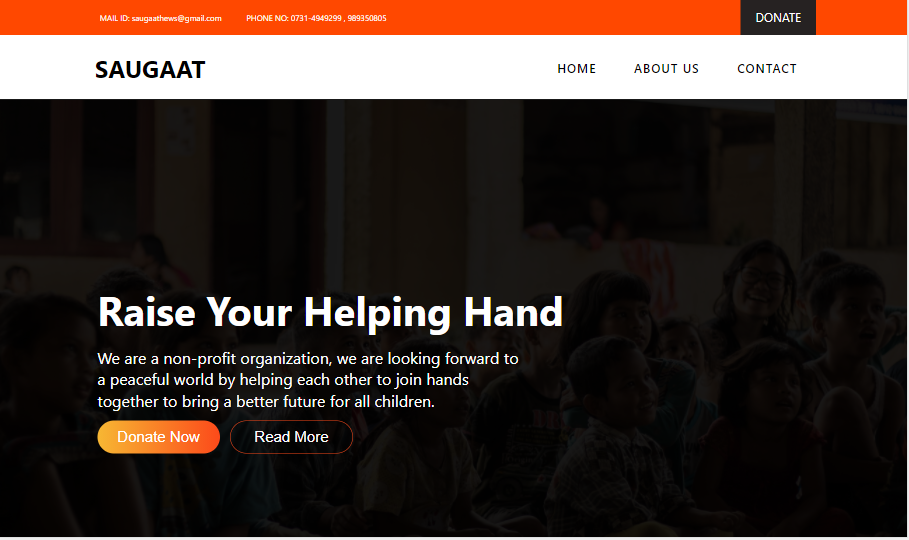 MAIL ID: saugaathews@gmail.com PHONE NO: 0731-4949299 , 989350805 DONATE
SAUGAAT HOME ABOUT US CONTACT
Raise Your Helping Hand
We are a non-profit organization, we are looking forward to
a peaceful world by helping each other to join hands
together to bring a better future for all children.
Donate Now Read More